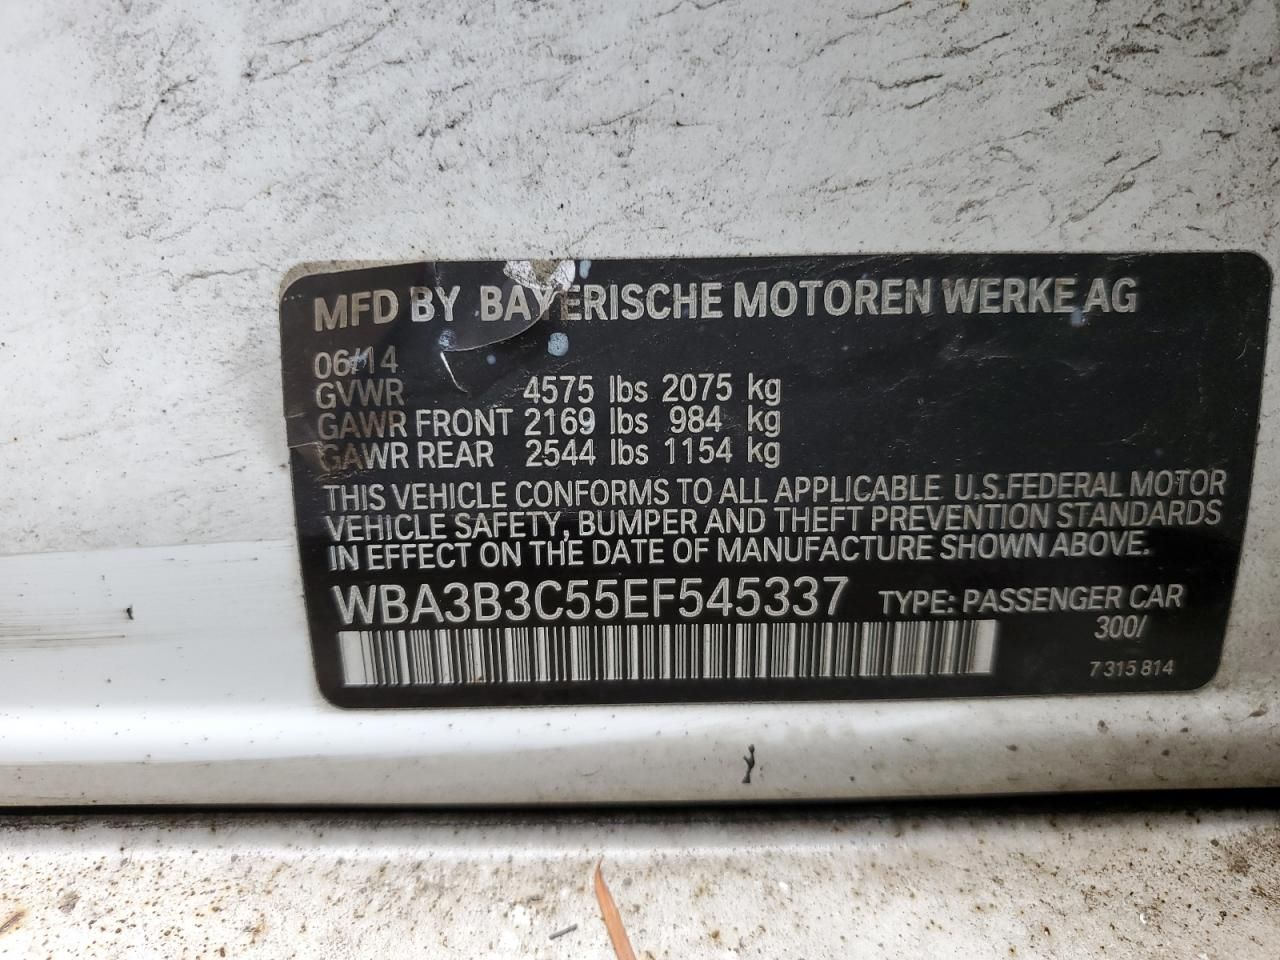 MFD BY BAYERISCHE MOTOREN WERKE AG
06/14
GVWR 4575 lbs 2075 kg
GAWR FRONT 2169 lbs 984 kg
GAWR REAR 2544 lbs 1154 kg
THIS VEHICLE CONFORMS TO ALL APPLICABLE U.S.FEDERAL MOTOR
VEHICLE SAFETY, BUMPER AND THEFT PREVENTION STANDARDS
IN EFFECT ON THE DATE OF MANUFACTURE SHOWN ABOVE.
WBA3B3C55EF545337 TYPE: PASSENGER CAR
300/
7 315 814